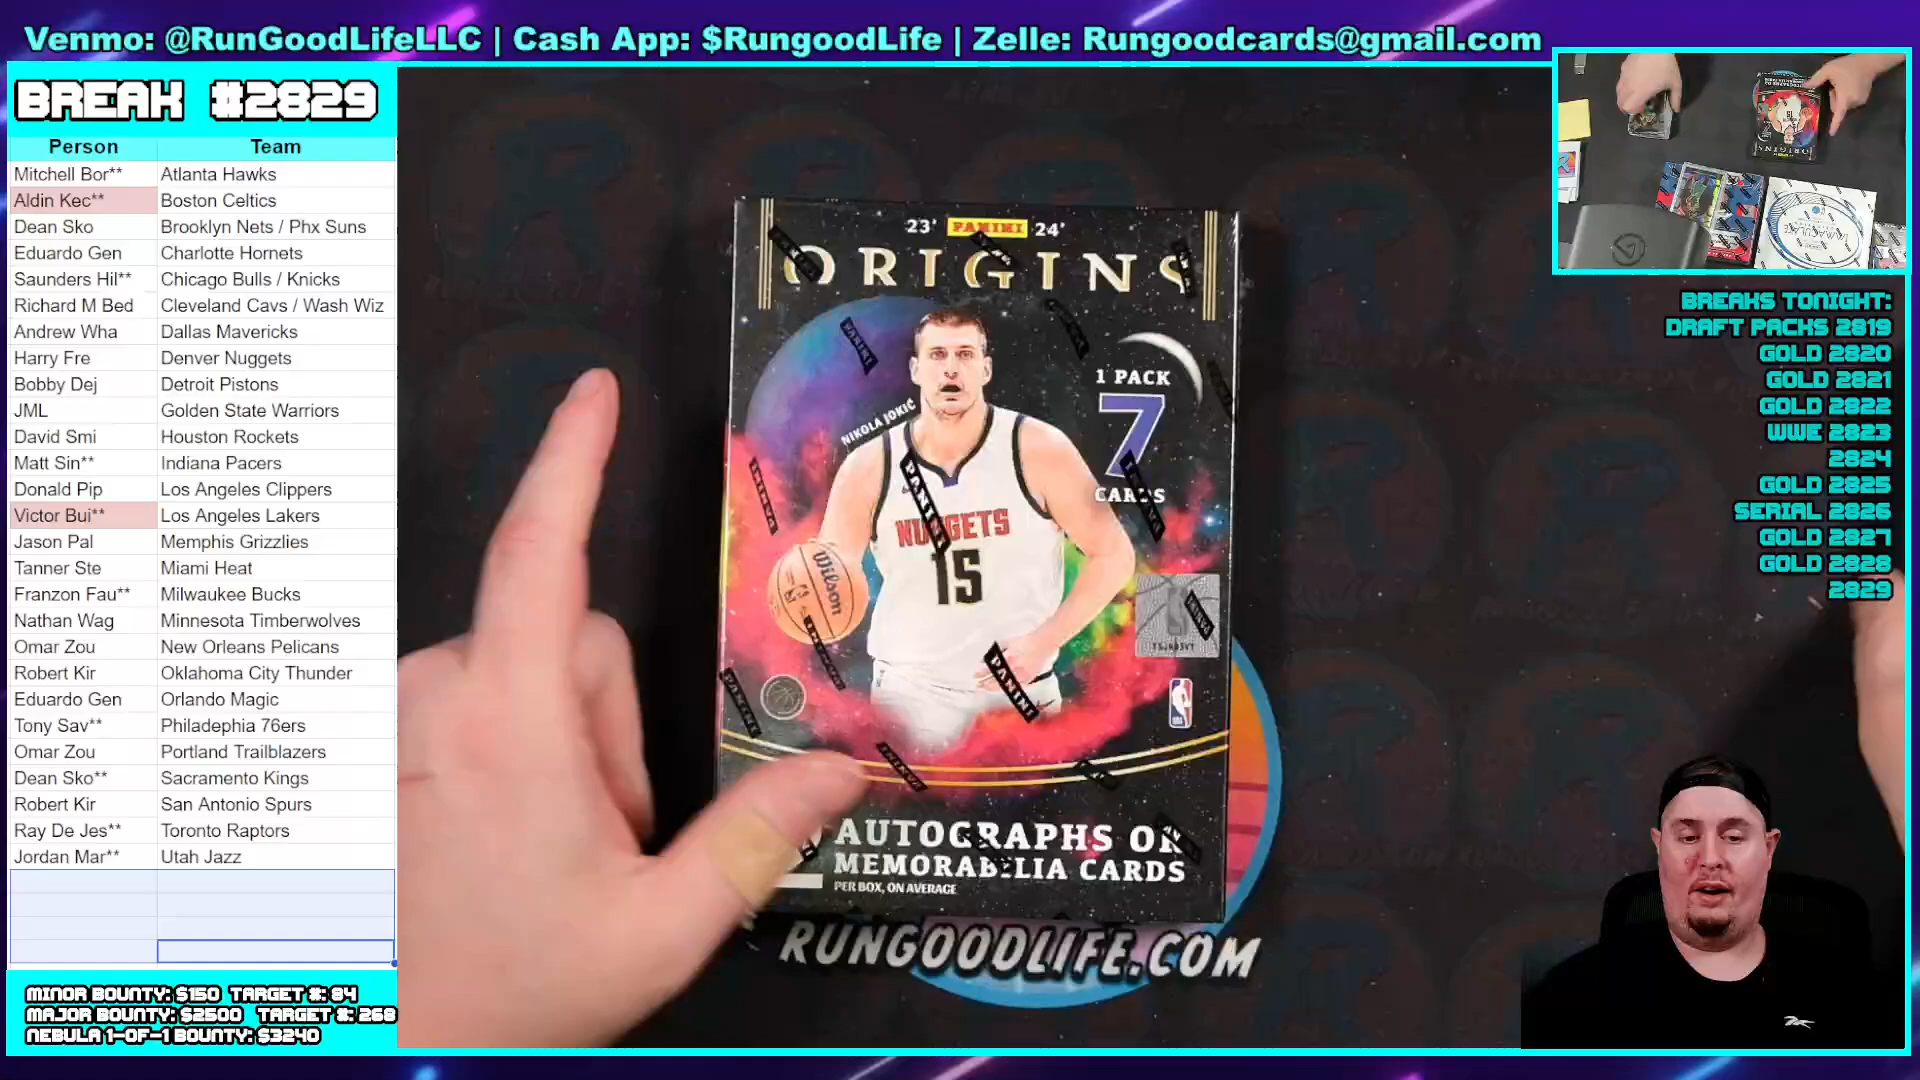 Venmo: @RunGoodLifeLLC | Cash App: $RungoodLife | Zelle: Rungoodcards@gmail.com
BREAK #2829
Person Team
Mitchell Bor** Atlanta Hawks
Aldin Kec** Boston Celtics
Dean Sko Brooklyn Nets / Phx Suns
Eduardo Gen Charlotte Hornets
Saunders Hil** Chicago Bulls / Knicks
Richard M Bed Cleveland Cavs / Wash Wiz
Andrew Wha Dallas Mavericks
Harry Fre Denver Nuggets
Bobby Dej Detroit Pistons
JML Golden State Warriors
David Smi Houston Rockets
Matt Sin** Indiana Pacers
Donald Pip Los Angeles Clippers
Victor Bui** Los Angeles Lakers
Jason Pal Memphis Grizzlies
Tanner Ste Miami Heat
Franzon Fau** Milwaukee Bucks
Nathan Wag Minnesota Timberwolves
Omar Zou New Orleans Pelicans
Robert Kir Oklahoma City Thunder
Eduardo Gen Orlando Magic
Tony Sav** Philadephia 76ers
Omar Zou Portland Trailblazers
Dean Sko** Sacramento Kings
Robert Kir San Antonio Spurs
Ray De Jes** Toronto Raptors
Jordan Mar** Utah Jazz
MINOR BOUNTY: $150 TARGET #: 94
MAJOR BOUNTY: $2500 TARGET #: 268
NEBULA 1-OF-1 BOUNTY: $3240
23' PANINI 24'
ORIGINS
1 PACK
7
CARDS
NIKOLA JOKIĆ
NUGGETS
15
Wilson
AUTOGRAPHS OR
MEMORABILIA CARDS
PER BOX, ON AVERAGE
RUNGOODLIFE.COM
BREAKS TONIGHT:
DRAFT PACKS 2819
GOLD 2820
GOLD 2821
GOLD 2822
WWE 2823
2824
GOLD 2825
SERIAL 2826
GOLD 2827
GOLD 2828
2829